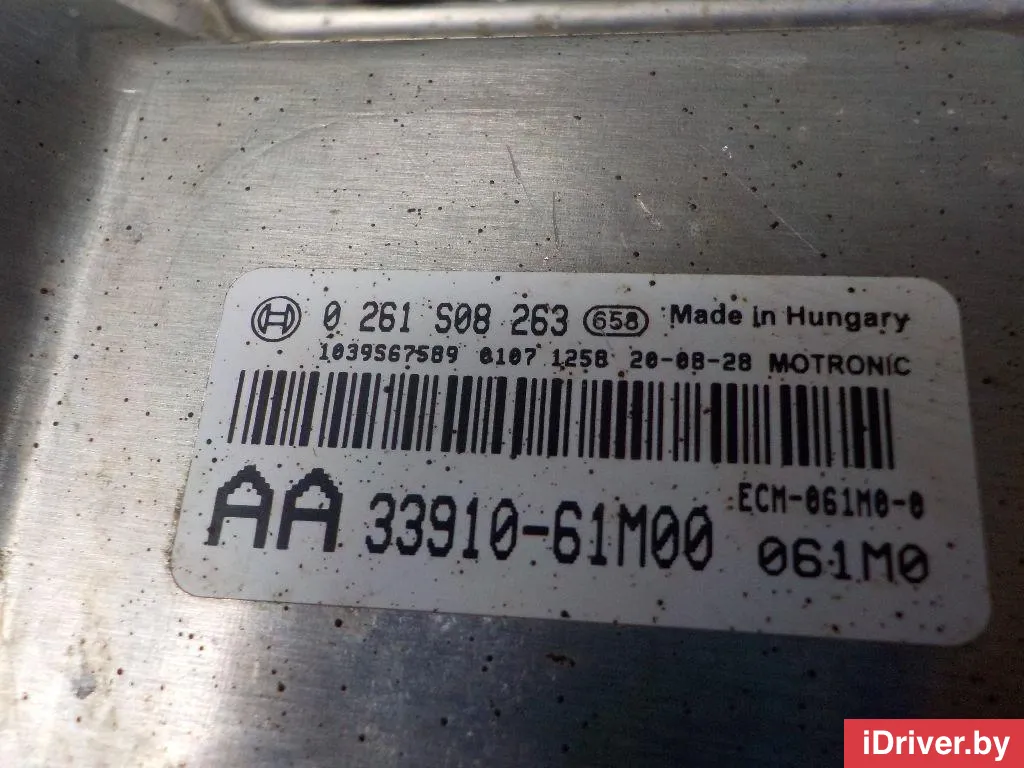 0 261 S08 263 658 Made in Hungary
1039S67589 0107 1258 20-08-28 MOTRONIC
AA 33910-61M00 ECM-061M0-0
061M0
iDriver.by